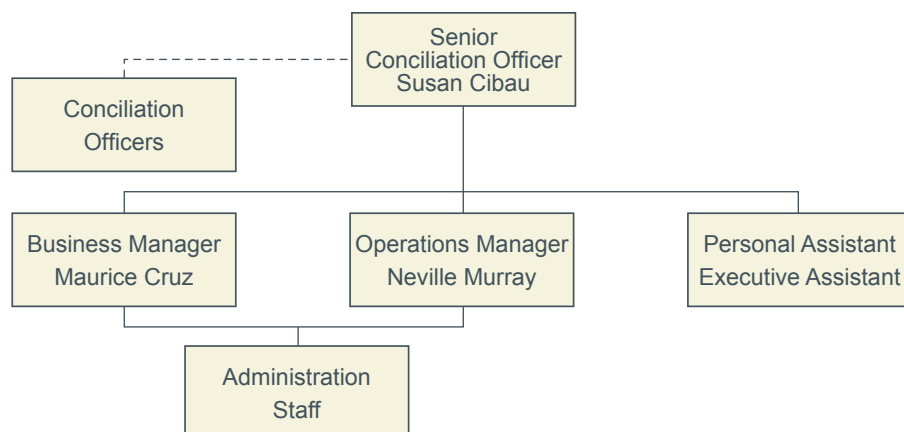 Senior
Conciliation Officer
Susan Cibau
Conciliation
Officers
Business Manager
Maurice Cruz
Operations Manager
Neville Murray
Personal Assistant
Executive Assistant
Administration
Staff